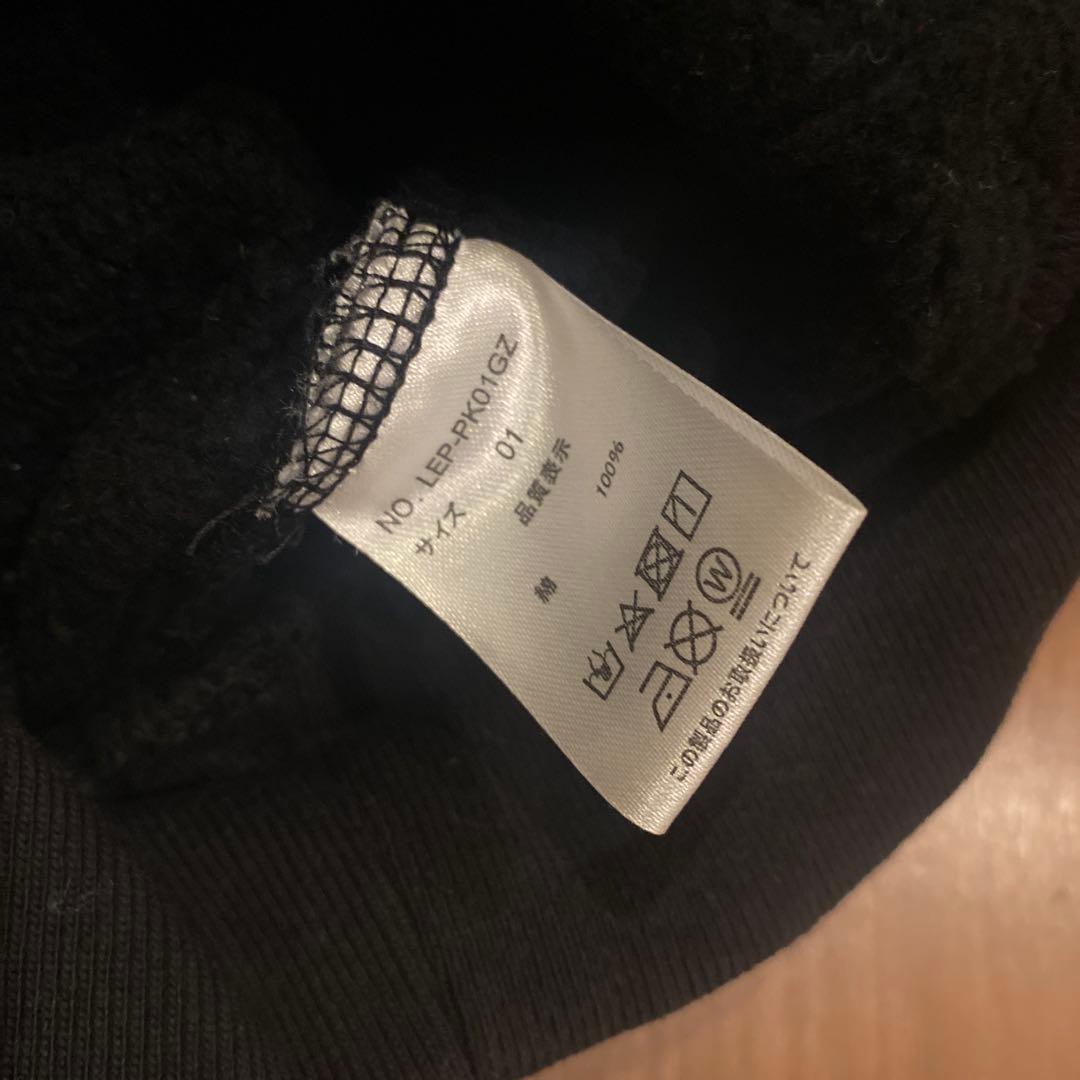 NO. LEP-PK01GZ
サイズ 01
品質表示
綿 100%
W
この製品のお取扱いについて